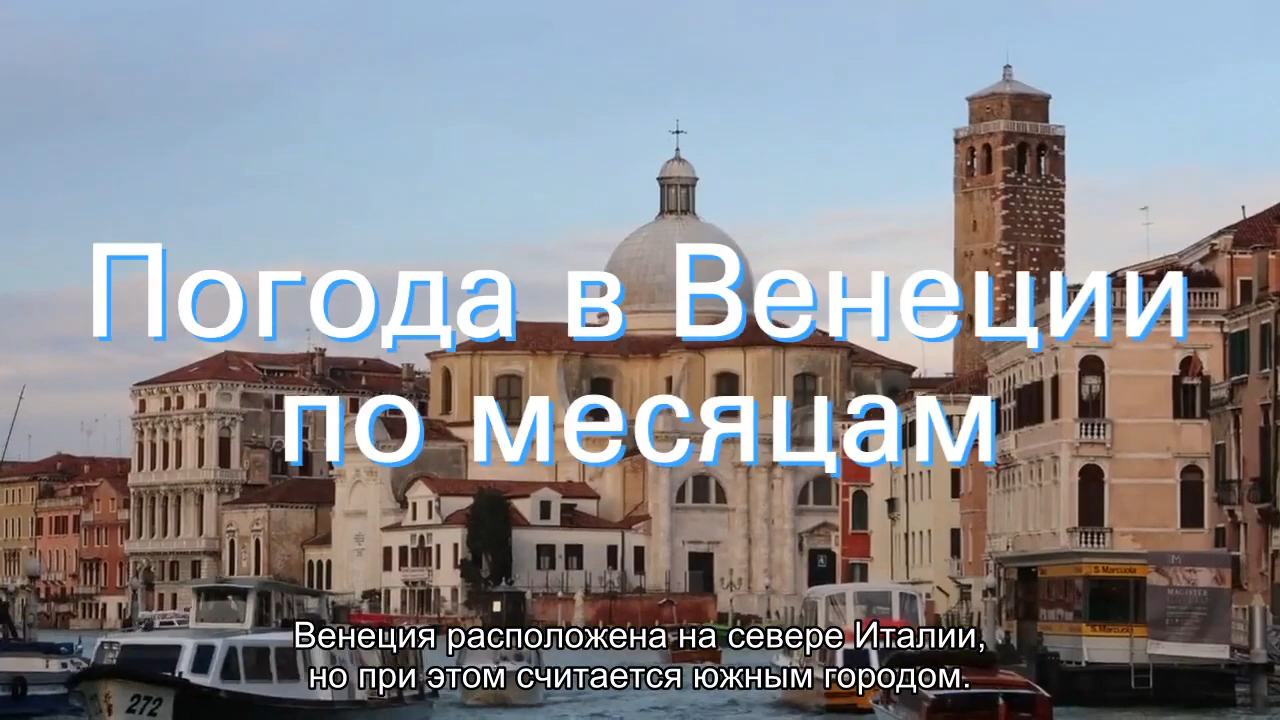 Погода в Венеции
по месяцам
S. Marcuola
S. Marcuola
MAGISTER
272
Венеция расположена на севере Италии,
но при этом считается южным городом.